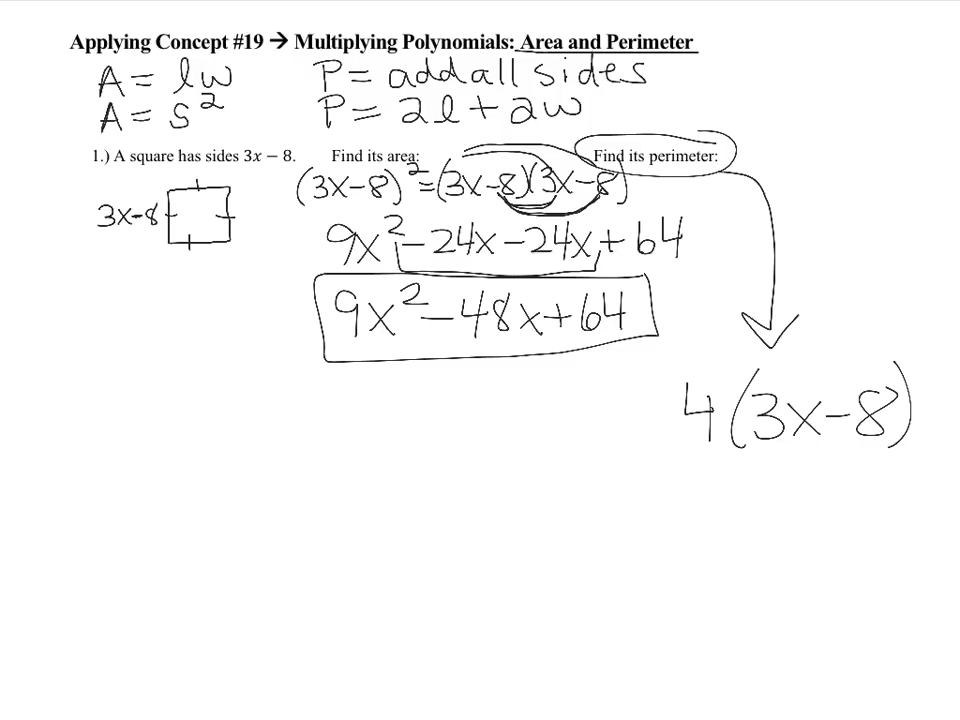 Applying Concept #19 → Multiplying Polynomials: Area and Perimeter
A = lw P = add all sides
A = s² P = 2l + 2w
1.) A square has sides 3x − 8. Find its area: Find its perimeter:
(3x-8)² = (3x-8)(3x-8)
3x-8
9x² - 24x - 24x + 64
9x² - 48x + 64
4(3x-8)